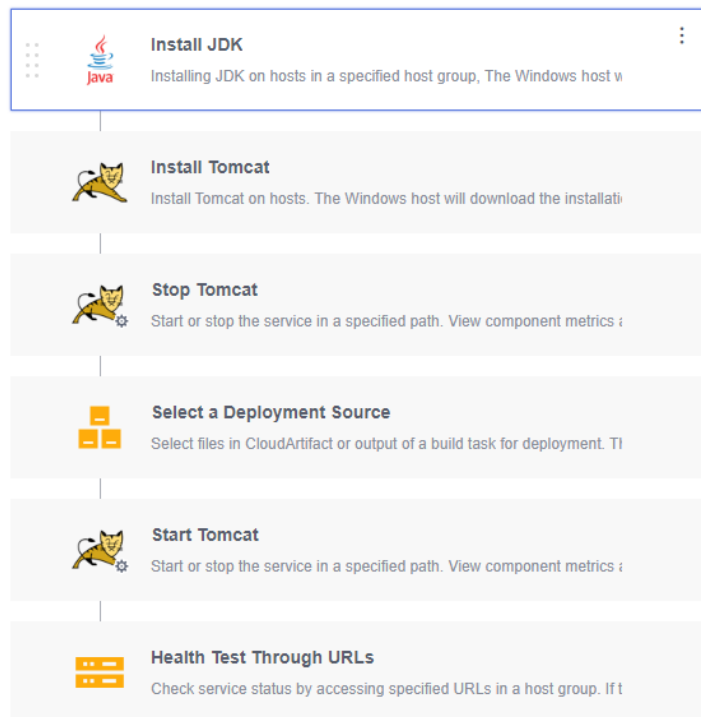 Install JDK
Java
Installing JDK on hosts in a specified host group, The Windows host
Install Tomcat
Install Tomcat on hosts. The Windows host will download the
Stop Tomcat
Start or stop the service in a specified path. View component metrics
Select a Deployment Source
Select files in CloudArtifact or output of a build task for deployment.
Start Tomcat
Start or stop the service in a specified path. View component metrics
Health Test Through URLs
Check service status by accessing specified URLs in a host group. If